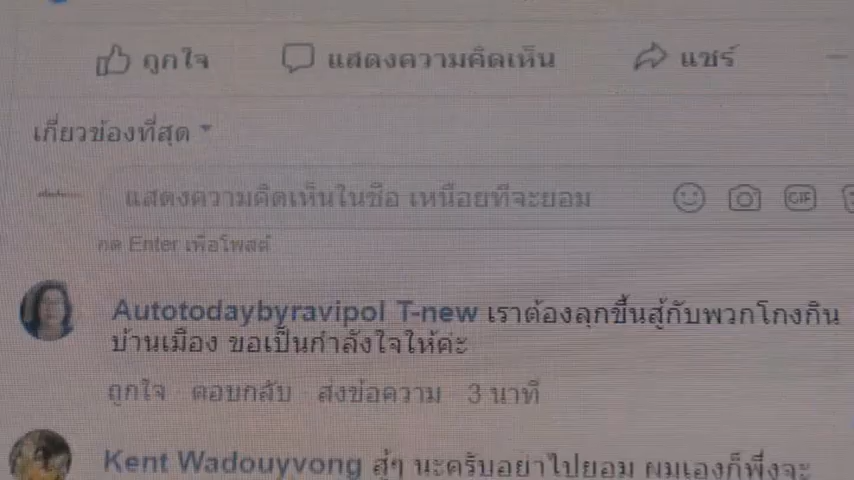 ถูกใจ แสดงความคิดเห็น แชร์
เกี่ยวข้องที่สุด
แสดงความคิดเห็นในชื่อ เหนื่อยที่จะยอม GIF
กด Enter เพื่อโพสต์
Autotodaybyravipol T-new เราต้องลุกขึ้นสู้กับพวกโกงกิน
บ้านเมือง ขอเป็นกำลังใจให้ค่ะ
ถูกใจ · ตอบกลับ · ส่งข้อความ · 3 นาที
Kent Wadouyvong สู้ๆ นะครับอย่าไปยอม ผมเองก็พึ่งจะ